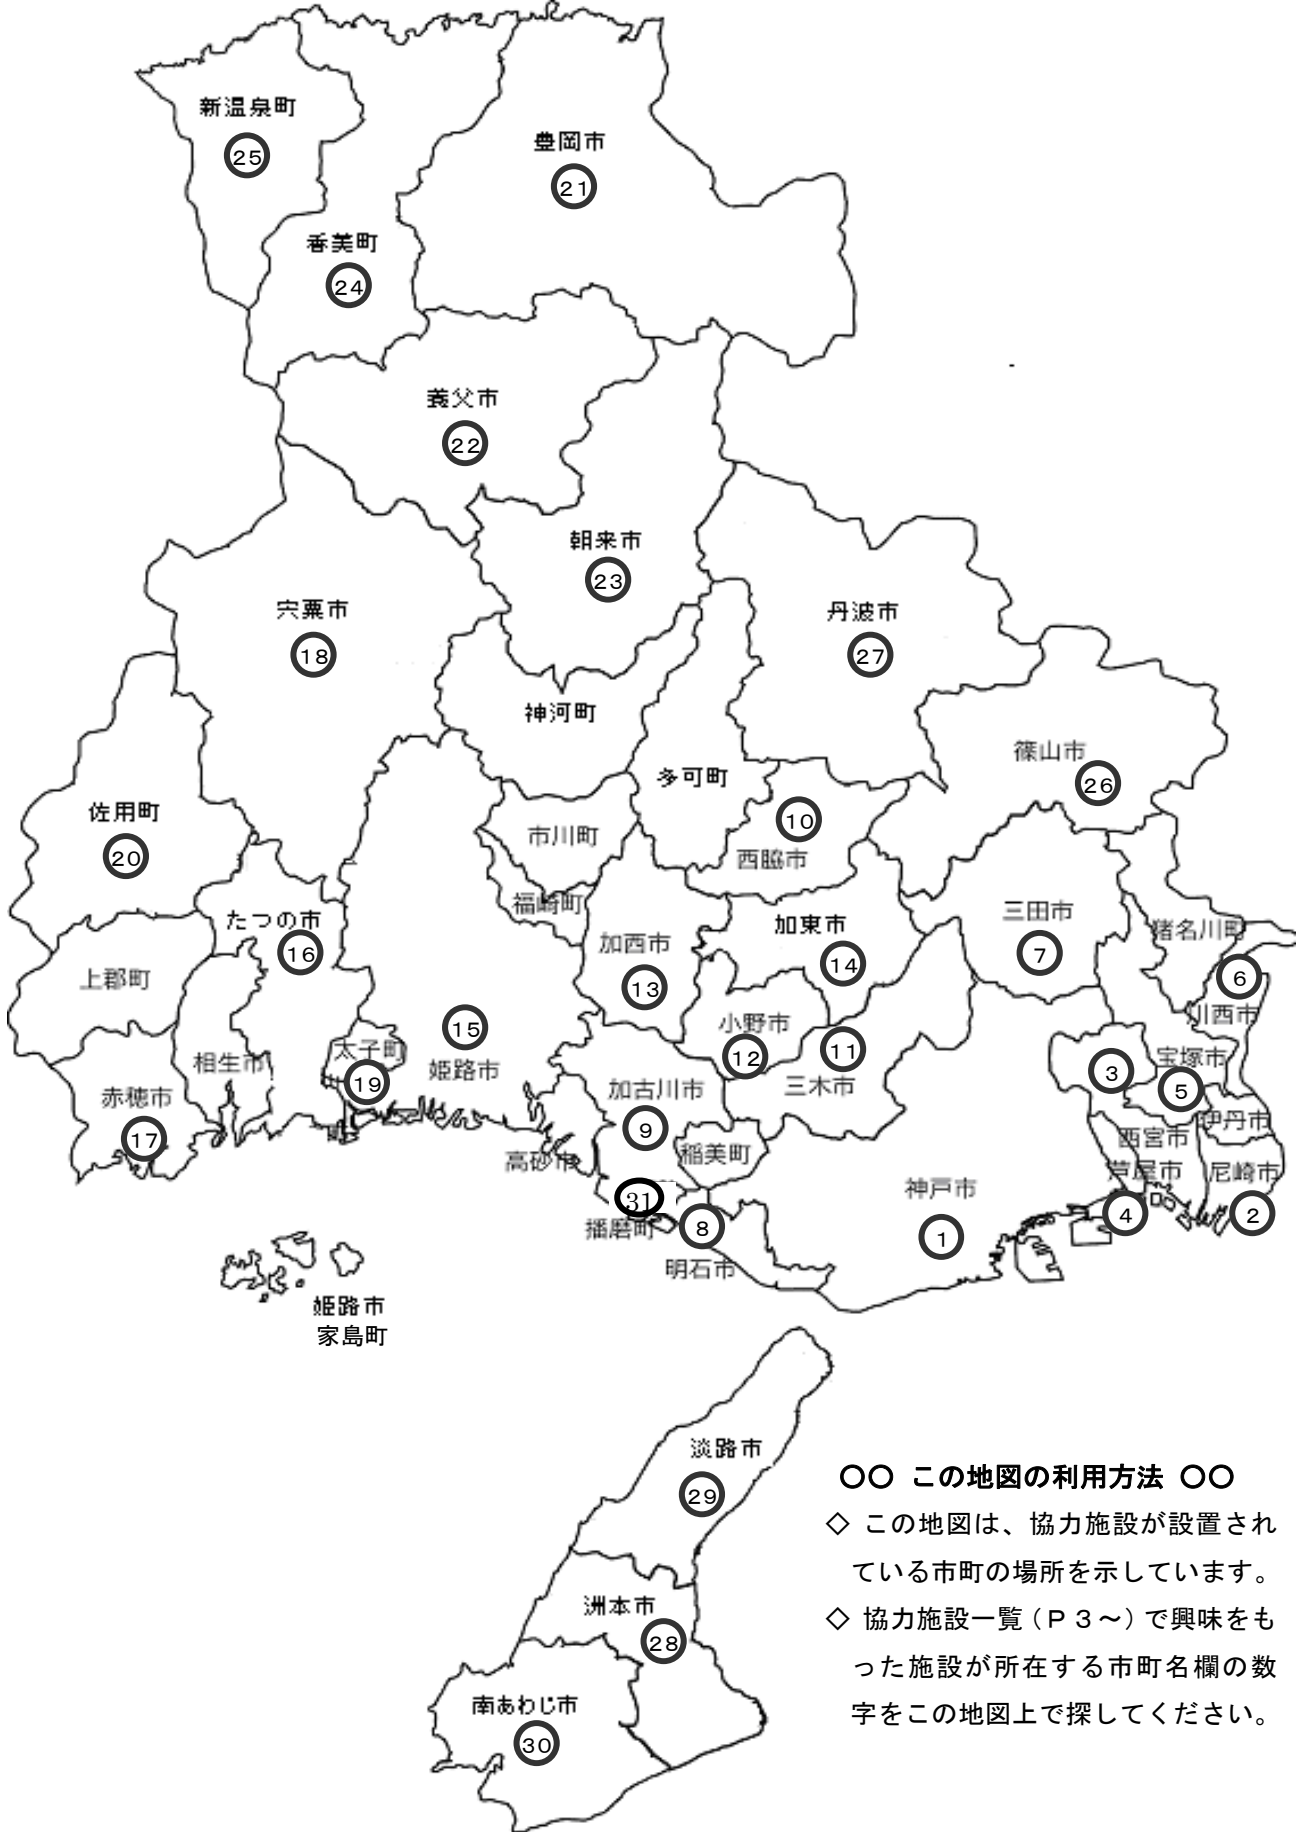 新温泉町
25
豊岡市
21
香美町
24
養父市
22
朝来市
23
宍粟市
18
丹波市
27
神河町
篠山市
26
多可町
佐用町
20
市川町
10
西脇市
福崎町
たつの市
16
加西市
13
加東市
14
三田市
7
猪名川町
6
川西市
上郡町
15
姫路市
小野市
12
11
三木市
太子町
19
相生市
赤穂市
17
加古川市
9
稲美町
3
宝塚市
5
伊丹市
西宮市
芦屋市
4
尼崎市
2
高砂市
31
播磨町
8
明石市
神戸市
1
姫路市
家島町
淡路市
29
洲本市
28
南あわじ市
30
〇〇 この地図の利用方法 〇〇
◇ この地図は、協力施設が設置され
ている市町の場所を示しています。
◇ 協力施設一覧（Ｐ３～）で興味をも
った施設が所在する市町名欄の数
字をこの地図上で探してください。